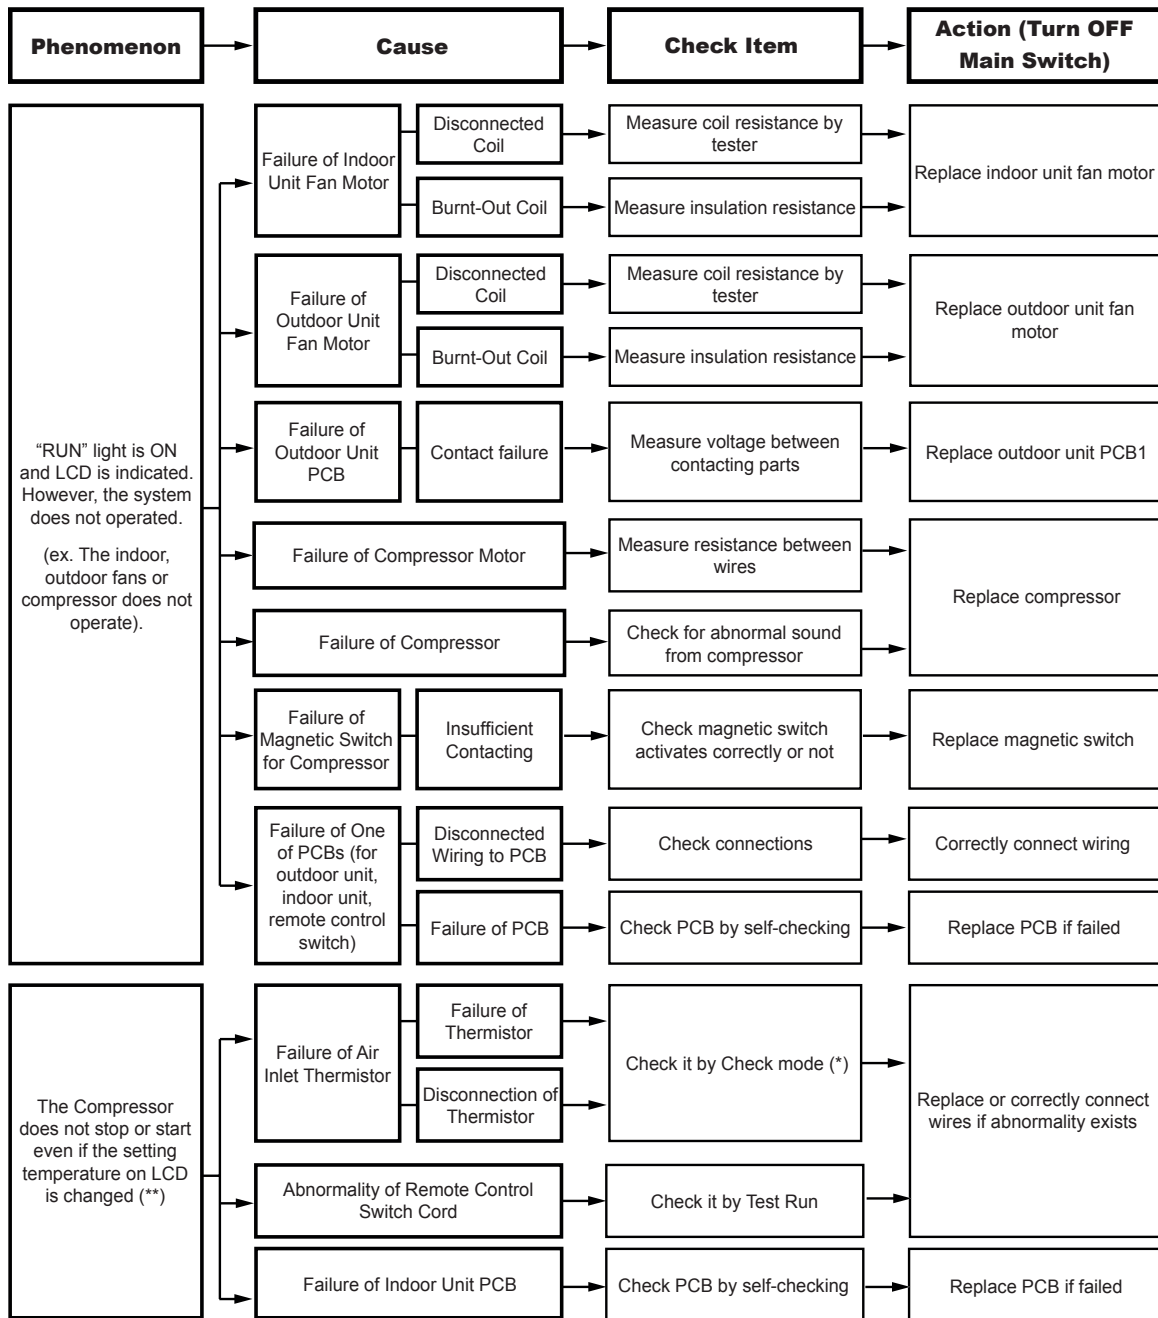 Phenomenon
Cause
Check Item
Action (Turn OFF
Main Switch)
“RUN” light is ON
and LCD is indicated.
However, the system
does not operated.
(ex. The indoor,
outdoor fans or
compressor does not
operate).
Failure of Indoor
Unit Fan Motor
Disconnected
Coil
Measure coil resistance by
tester
Burnt-Out Coil
Measure insulation resistance
Replace indoor unit fan motor
Failure of
Outdoor Unit
Fan Motor
Disconnected
Coil
Measure coil resistance by
tester
Burnt-Out Coil
Measure insulation resistance
Replace outdoor unit fan
motor
Failure of
Outdoor Unit
PCB
Contact failure
Measure voltage between
contacting parts
Replace outdoor unit PCB1
Failure of Compressor Motor
Measure resistance between
wires
Failure of Compressor
Check for abnormal sound
from compressor
Replace compressor
Failure of
Magnetic Switch
for Compressor
Insufficient
Contacting
Check magnetic switch
activates correctly or not
Replace magnetic switch
Failure of One
of PCBs (for
outdoor unit,
indoor unit,
remote control
switch)
Disconnected
Wiring to PCB
Check connections
Correctly connect wiring
Failure of PCB
Check PCB by self-checking
Replace PCB if failed
The Compressor
does not stop or start
even if the setting
temperature on LCD
is changed (**)
Failure of Air
Inlet Thermistor
Failure of
Thermistor
Disconnection of
Thermistor
Check it by Check mode (*)
Replace or correctly connect
wires if abnormality exists
Abnormality of Remote Control
Switch Cord
Check it by Test Run
Failure of Indoor Unit PCB
Check PCB by self-checking
Replace PCB if failed